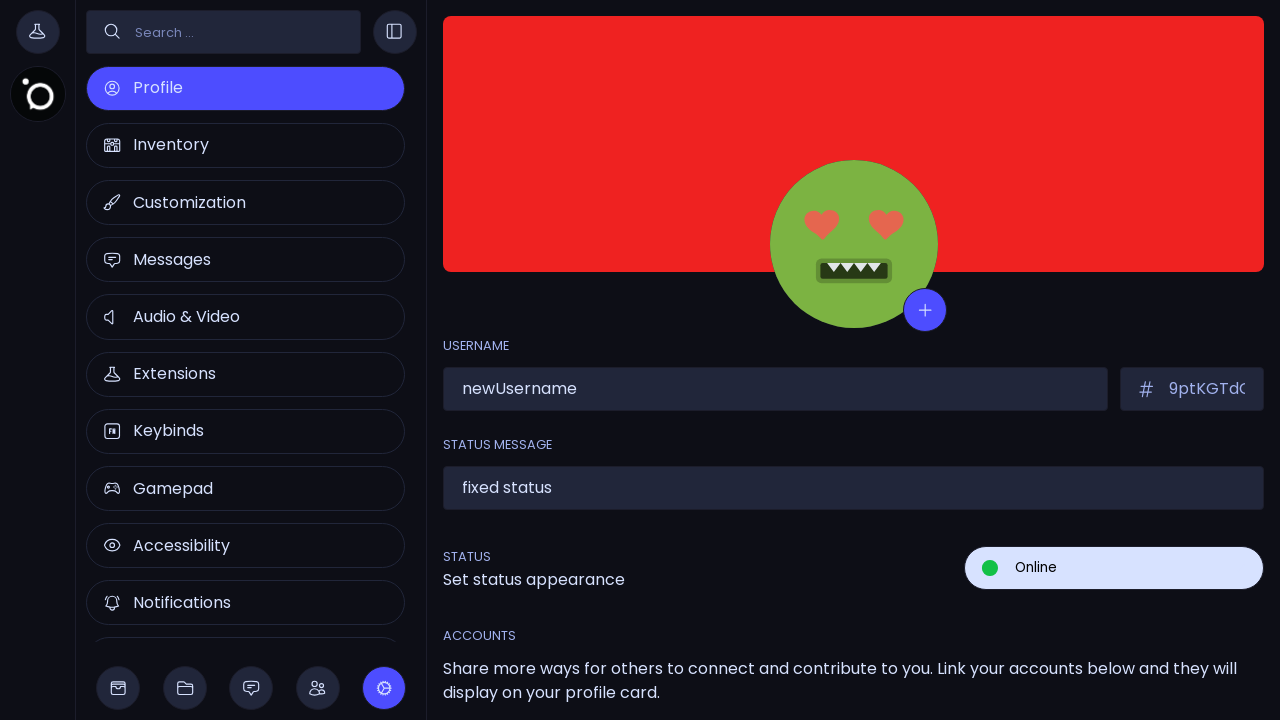 Search ...
Profile
Inventory
Customization
Messages
Audio & Video
Extensions
Keybinds
Gamepad
Accessibility
Notifications
USERNAME
newUsername
# 
STATUS MESSAGE
fixed status
STATUS
Set status appearance
Online
ACCOUNTS
Share more ways for others to connect and contribute to you. Link your accounts below and they will
display on your profile card.